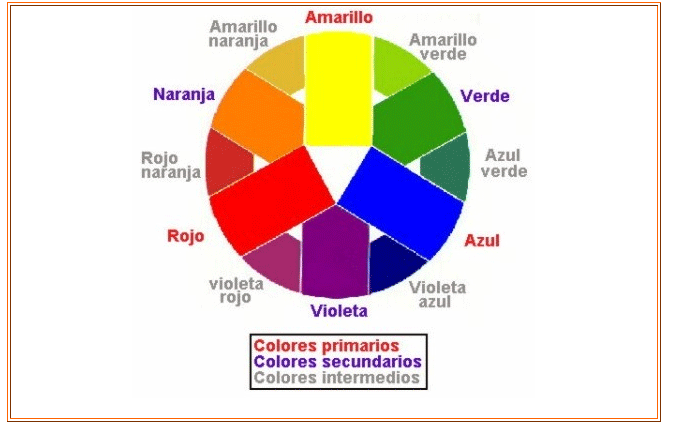 Amarillo
Amarillo
naranja
Amarillo
verde
Naranja
Verde
Rojo
naranja
Azul
verde
Rojo
Azul
violeta
rojo
Violeta
azul
Violeta
Colores primarios
Colores secundarios
Colores intermedios